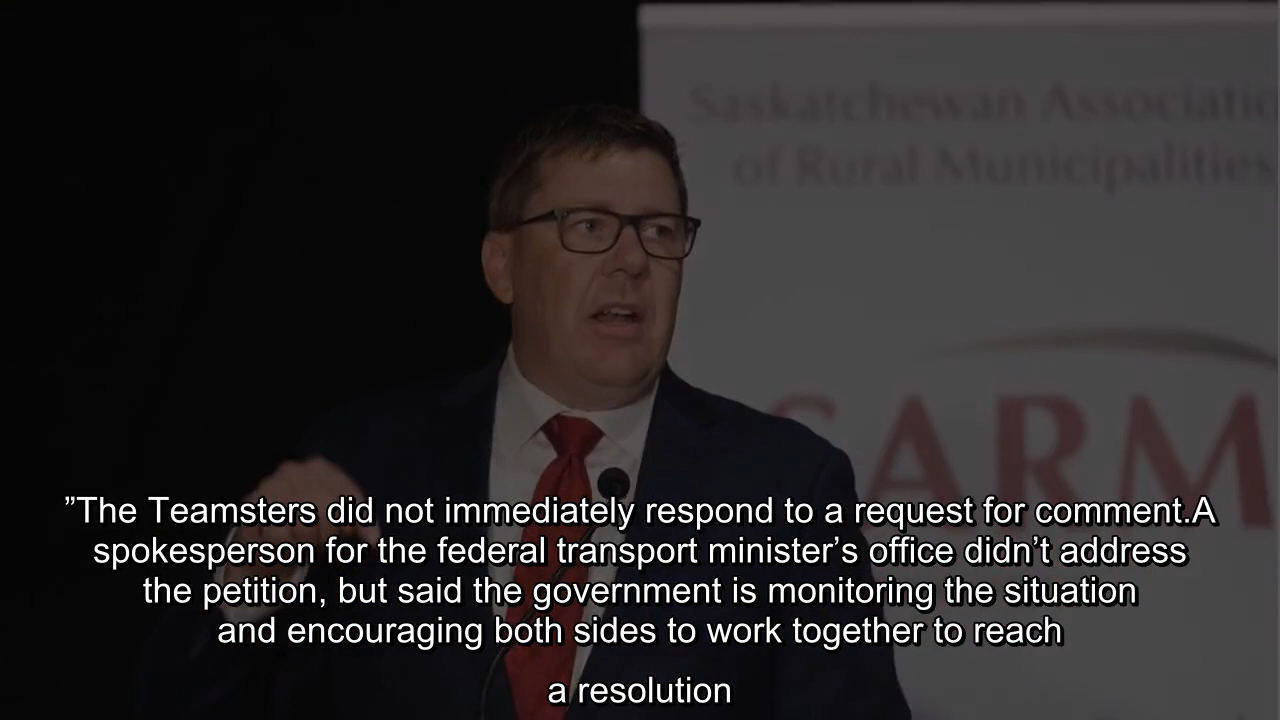 Saskatchewan Associatio
of Rural Municipalities
SARM
”The Teamsters did not immediately respond to a request for comment.A
spokesperson for the federal transport minister’s office didn’t address
the petition, but said the government is monitoring the situation
and encouraging both sides to work together to reach
a resolution